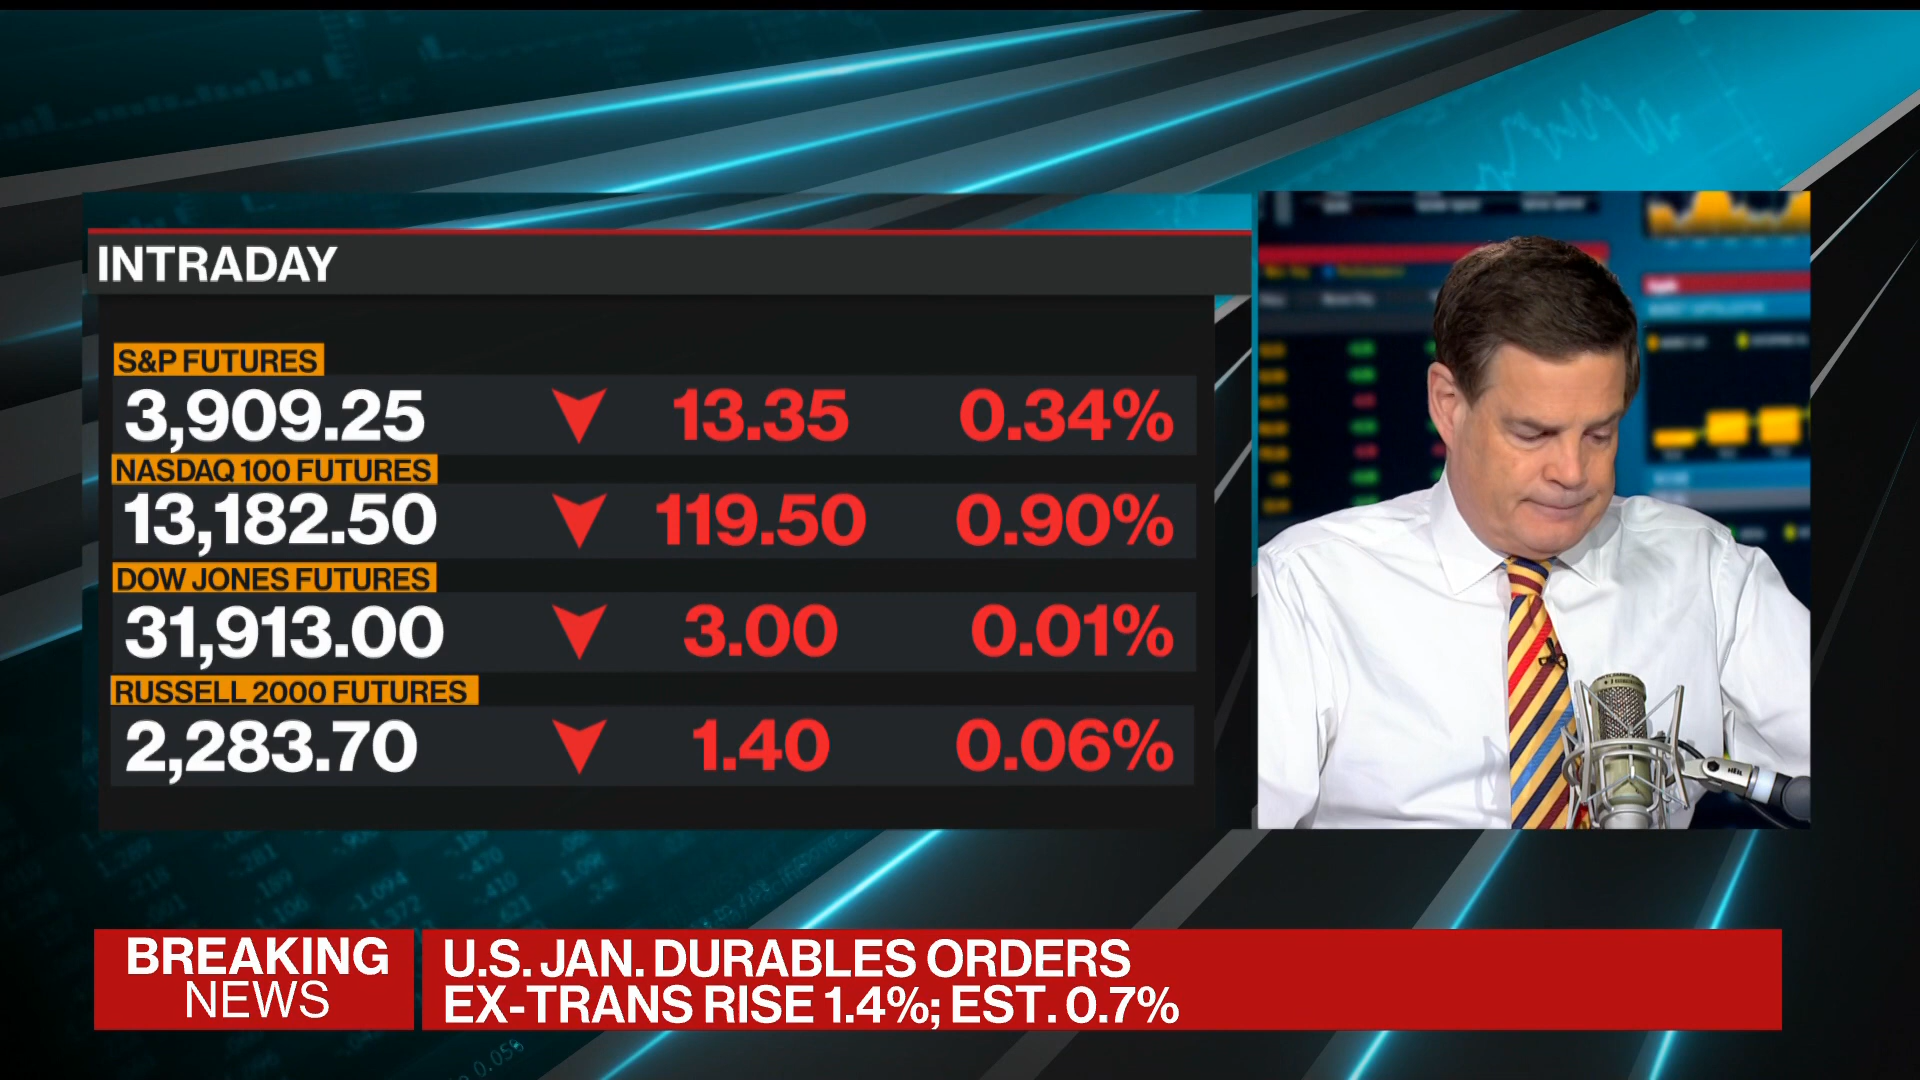 INTRADAY
S&P FUTURES
3,909.25 13.35 0.34%
NASDAQ 100 FUTURES
13,182.50 119.50 0.90%
DOW JONES FUTURES
31,913.00 3.00 0.01%
RUSSELL 2000 FUTURES
2,283.70 1.40 0.06%
BREAKING
NEWS
U.S. JAN. DURABLES ORDERS
EX-TRANS RISE 1.4%; EST. 0.7%